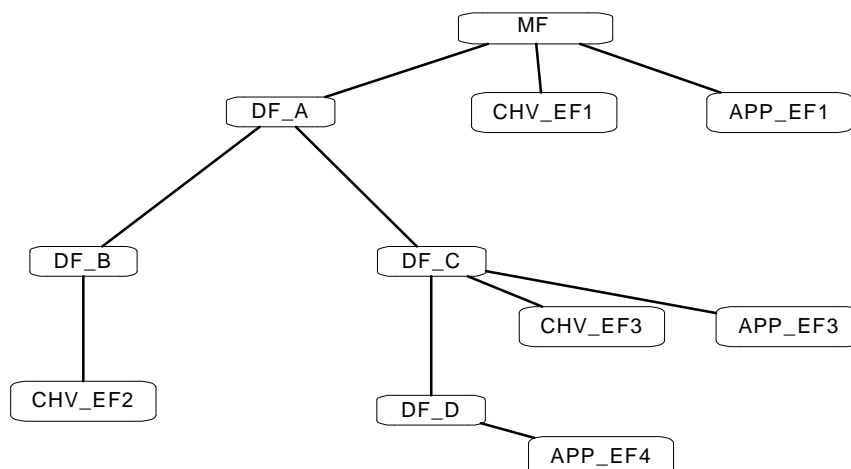 MF
DF_A
CHV_EF1
APP_EF1
DF_B
DF_C
CHV_EF3
APP_EF3
CHV_EF2
DF_D
APP_EF4